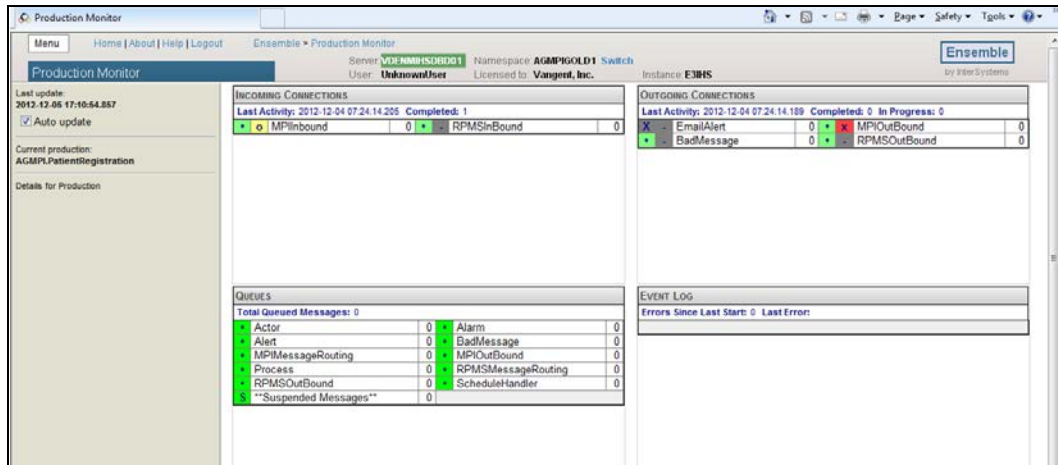 Production Monitor
Page Safety Tools
Menu Home | About | Help | Logout Ensemble > Production Monitor
Server: VDENMIHSDBD01 Namespace: AGMPIGOLD1 Switch
User: UnknownUser Licensed to: Vangent, Inc. Instance: E3IHS
Ensemble
by InterSystems
Production Monitor
Last update:
2012-12-05 17:10:54.857
Auto update
Current production:
AGMPI.PatientRegistration
Details for Production
INCOMING CONNECTIONS
Last Activity: 2012-12-04 07:24:14.205 Completed: 1
* o MPIInbound 0 * - RPMSInBound 0
OUTGOING CONNECTIONS
Last Activity: 2012-12-04 07:24:14.189 Completed: 0 In Progress: 0
X - EmailAlert 0 * x MPIOutBound 0
* - BadMessage 0 * - RPMSOutBound 0
QUEUES
Total Queued Messages: 0
* Actor 0 * Alarm 0
* Alert 0 * BadMessage 0
* MPIMessageRouting 0 * MPIOutBound 0
* Process 0 * RPMSMessageRouting 0
* RPMSOutBound 0 * ScheduleHandler 0
S **Suspended Messages** 0
EVENT LOG
Errors Since Last Start: 0 Last Error: